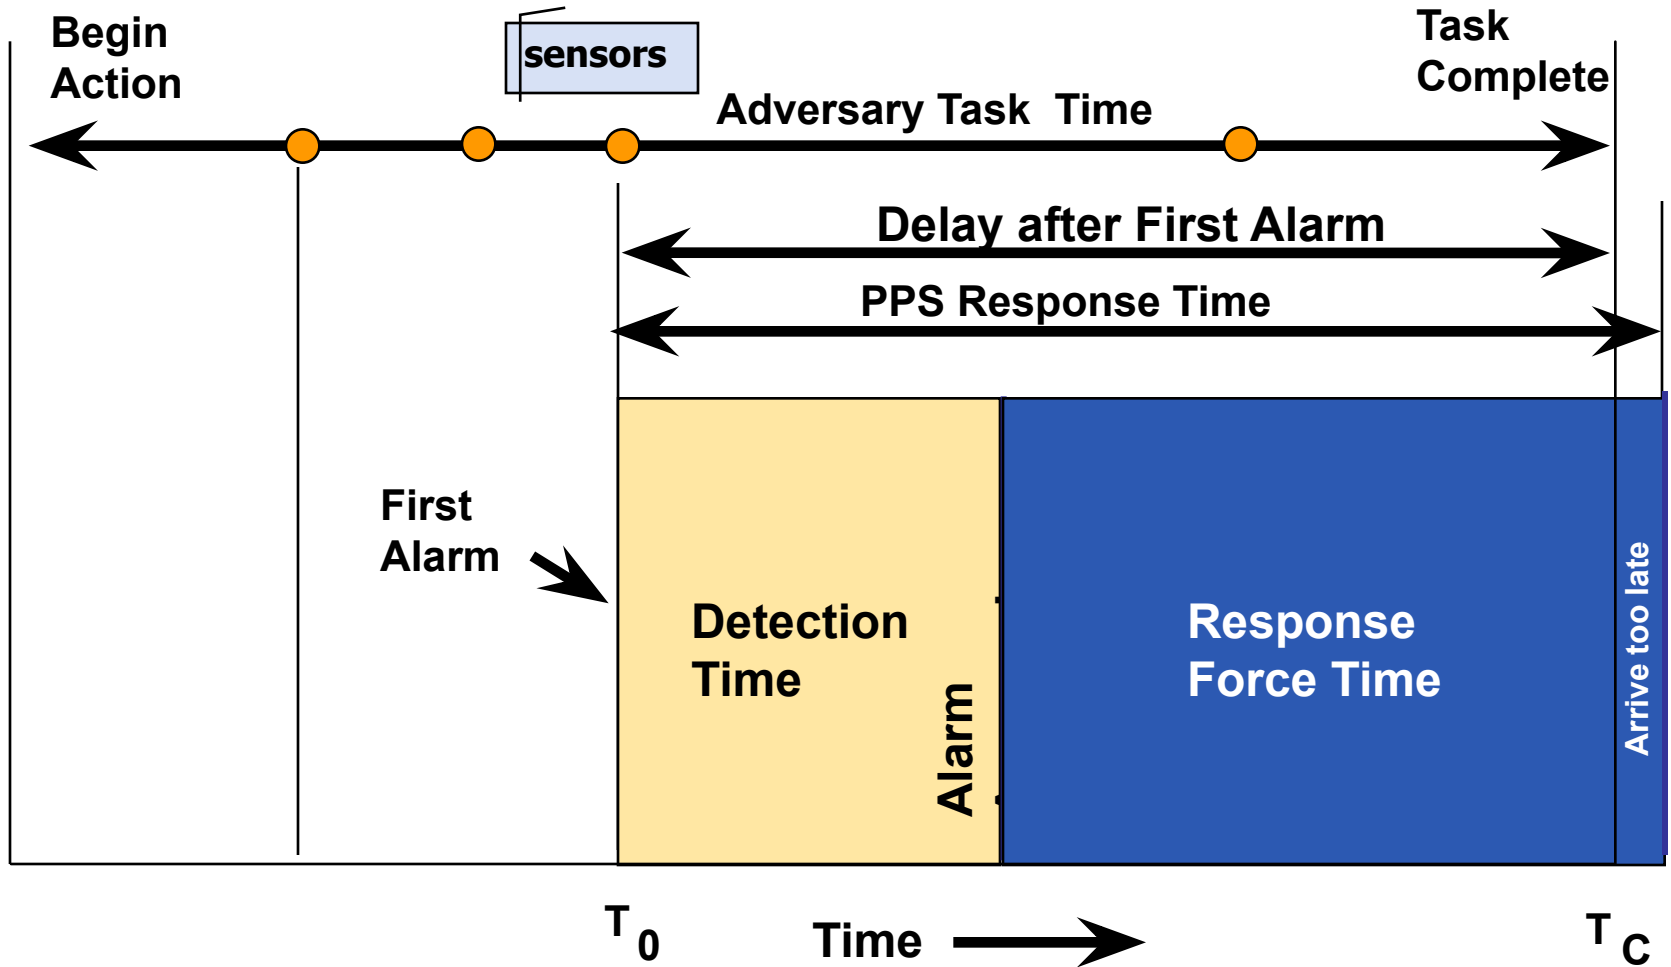 Begin
Action
sensors
Task
Complete
Adversary Task  Time
Delay after First Alarm
PPS Response Time
First
Alarm
Detection
Time
Alarm
Response
Force Time
Arrive too late
T0
Time
TC